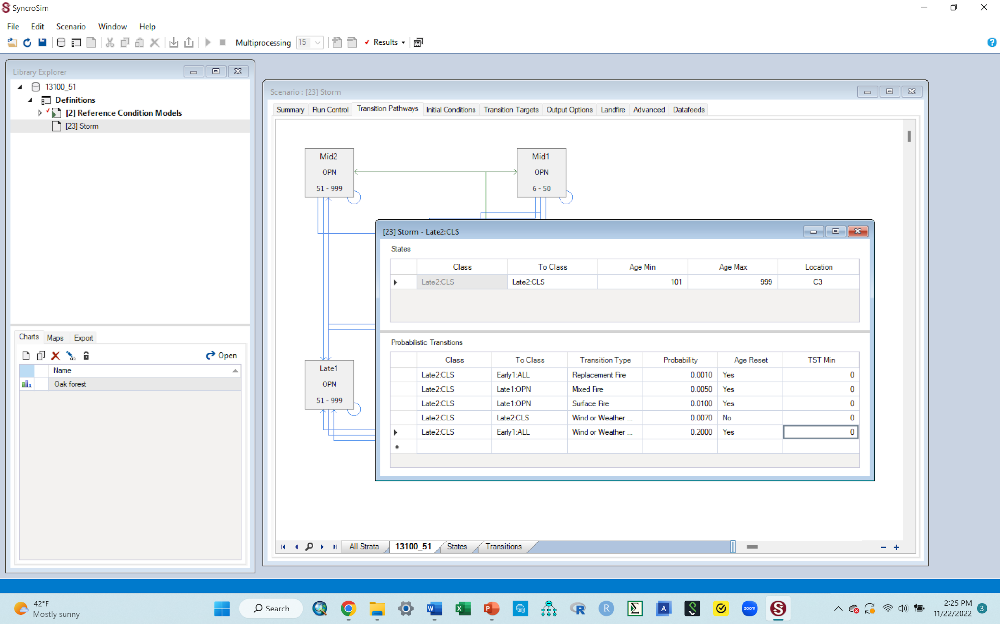 SyncroSim
File Edit Scenario Window Help
Multiprocessing 15 Results
Library Explorer
13100_51
Definitions
[2] Reference Condition Models
[23] Storm
Charts Maps Export
Open
Name
Oak forest
Scenario : [23] Storm
Summary Run Control Transition Pathways Initial Conditions Transition Targets Output Options Landfire Advanced Datafeeds
Mid2
OPN
51 - 999
Mid1
OPN
6 - 50
Late1
OPN
51 - 999
[23] Storm - Late2:CLS
States
Class To Class Age Min Age Max Location
Late2:CLS Late2:CLS 101 999 C3
Probabilistic Transitions
Class To Class Transition Type Probability Age Reset TST Min
Late2:CLS Early1:ALL Replacement Fire 0.0010 Yes 0
Late2:CLS Late1:OPN Mixed Fire 0.0050 Yes 0
Late2:CLS Late1:OPN Surface Fire 0.0100 Yes 0
Late2:CLS Late2:CLS Wind or Weather ... 0.0070 No 0
Late2:CLS Early1:ALL Wind or Weather ... 0.2000 Yes 0
All Strata 13100_51 States Transitions
42°F
Mostly sunny
Search
W
X
P
R
R
Σ
A
zoom
S
2:25 PM
11/22/2022
3